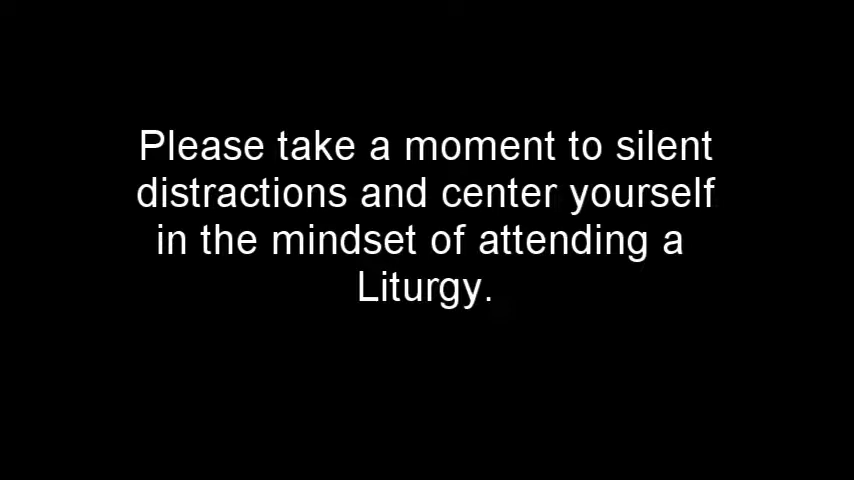 Please take a moment to silent
distractions and center yourself
in the mindset of attending a
Liturgy.